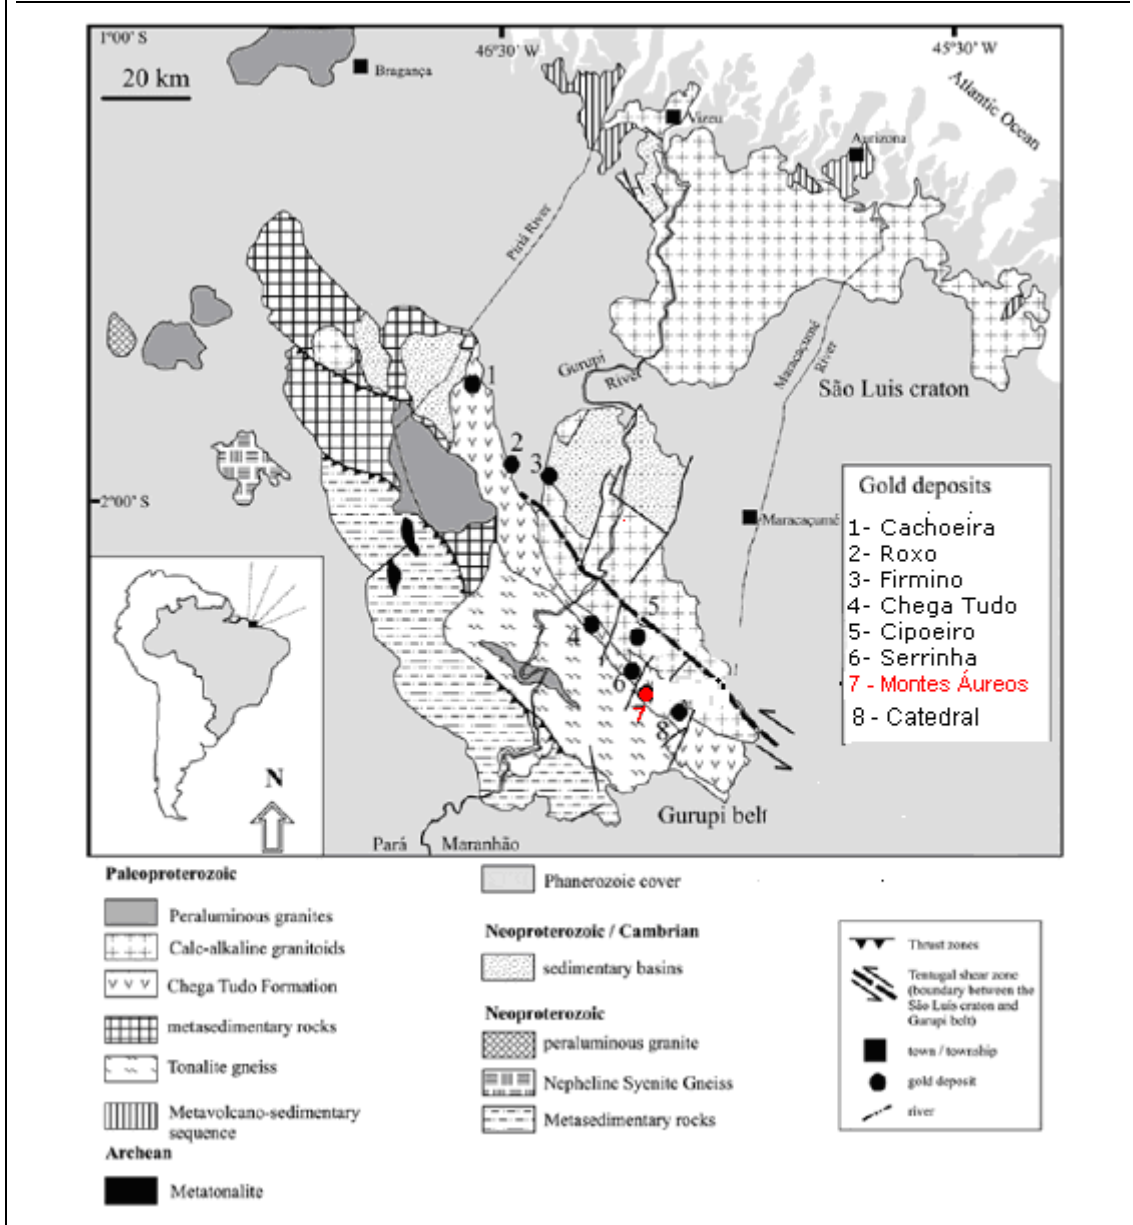 1°00' S
46°30' W
45°30' W
20 km
Bragança
Atlantic Ocean
Vizeu
Aurizona
Piriá River
Gurupi
River
Maracaçumé
River
São Luis craton
1
2
3
2°00' S
Maracaçumé
4
5
6
7
8
Gold deposits
1- Cachoeira
2- Roxo
3- Firmino
4- Chega Tudo
5- Cipoeiro
6- Serrinha
7 - Montes Áureos
8 - Catedral
N
Gurupi belt
Pará
Maranhão
Paleoproterozoic
Peraluminous granites
Calc-alkaline granitoids
Chega Tudo Formation
metasedimentary rocks
Tonalite gneiss
Metavolcano-sedimentary
sequence
Archean
Metatonalite
Phanerozoic cover
Neoproterozoic / Cambrian
sedimentary basins
Neoproterozoic
peraluminous granite
Nepheline Syenite Gneiss
Metasedimentary rocks
Thrust zones
Tentugal shear zone
(boundary between the
São Luis craton and
Gurupi belt)
town / township
gold deposit
river